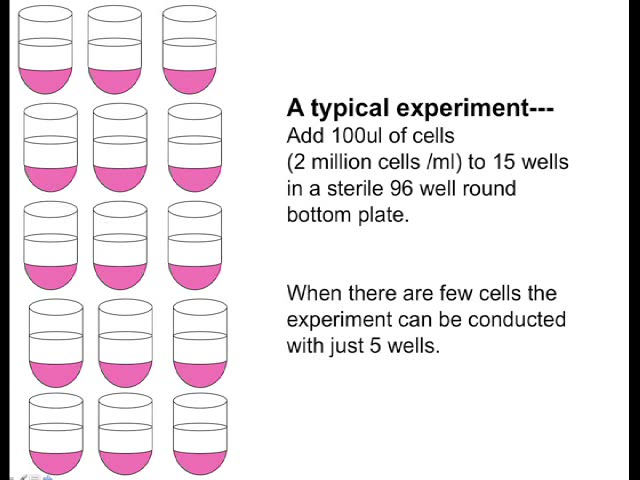 A typical experiment---
Add 100ul of cells
(2 million cells /ml) to 15 wells
in a sterile 96 well round
bottom plate.
When there are few cells the
experiment can be conducted
with just 5 wells.